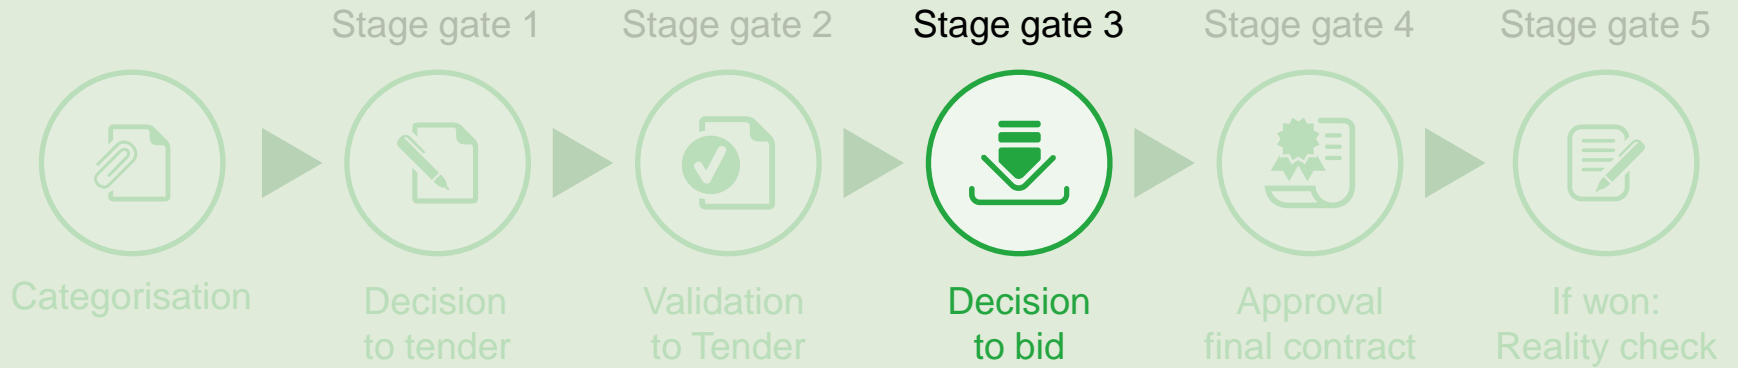 Stage gate 1
Stage gate 2
Stage gate 3
Stage gate 4
Stage gate 5
Categorisation
Decision
to tender
Validation
to Tender
Decision
to bid
Approval
final contract
If won:
Reality check